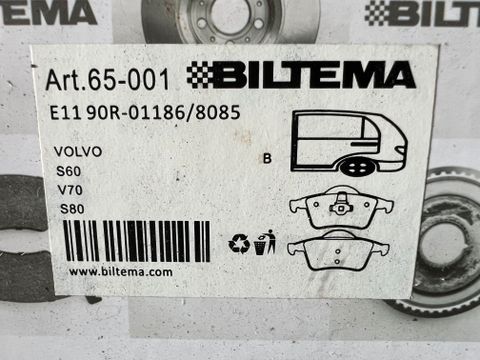 BILTEMA
Art.65-001 BILTEMA
E11 90R-01186/8085
VOLVO
S60
V70
S80
B
www.biltema.com